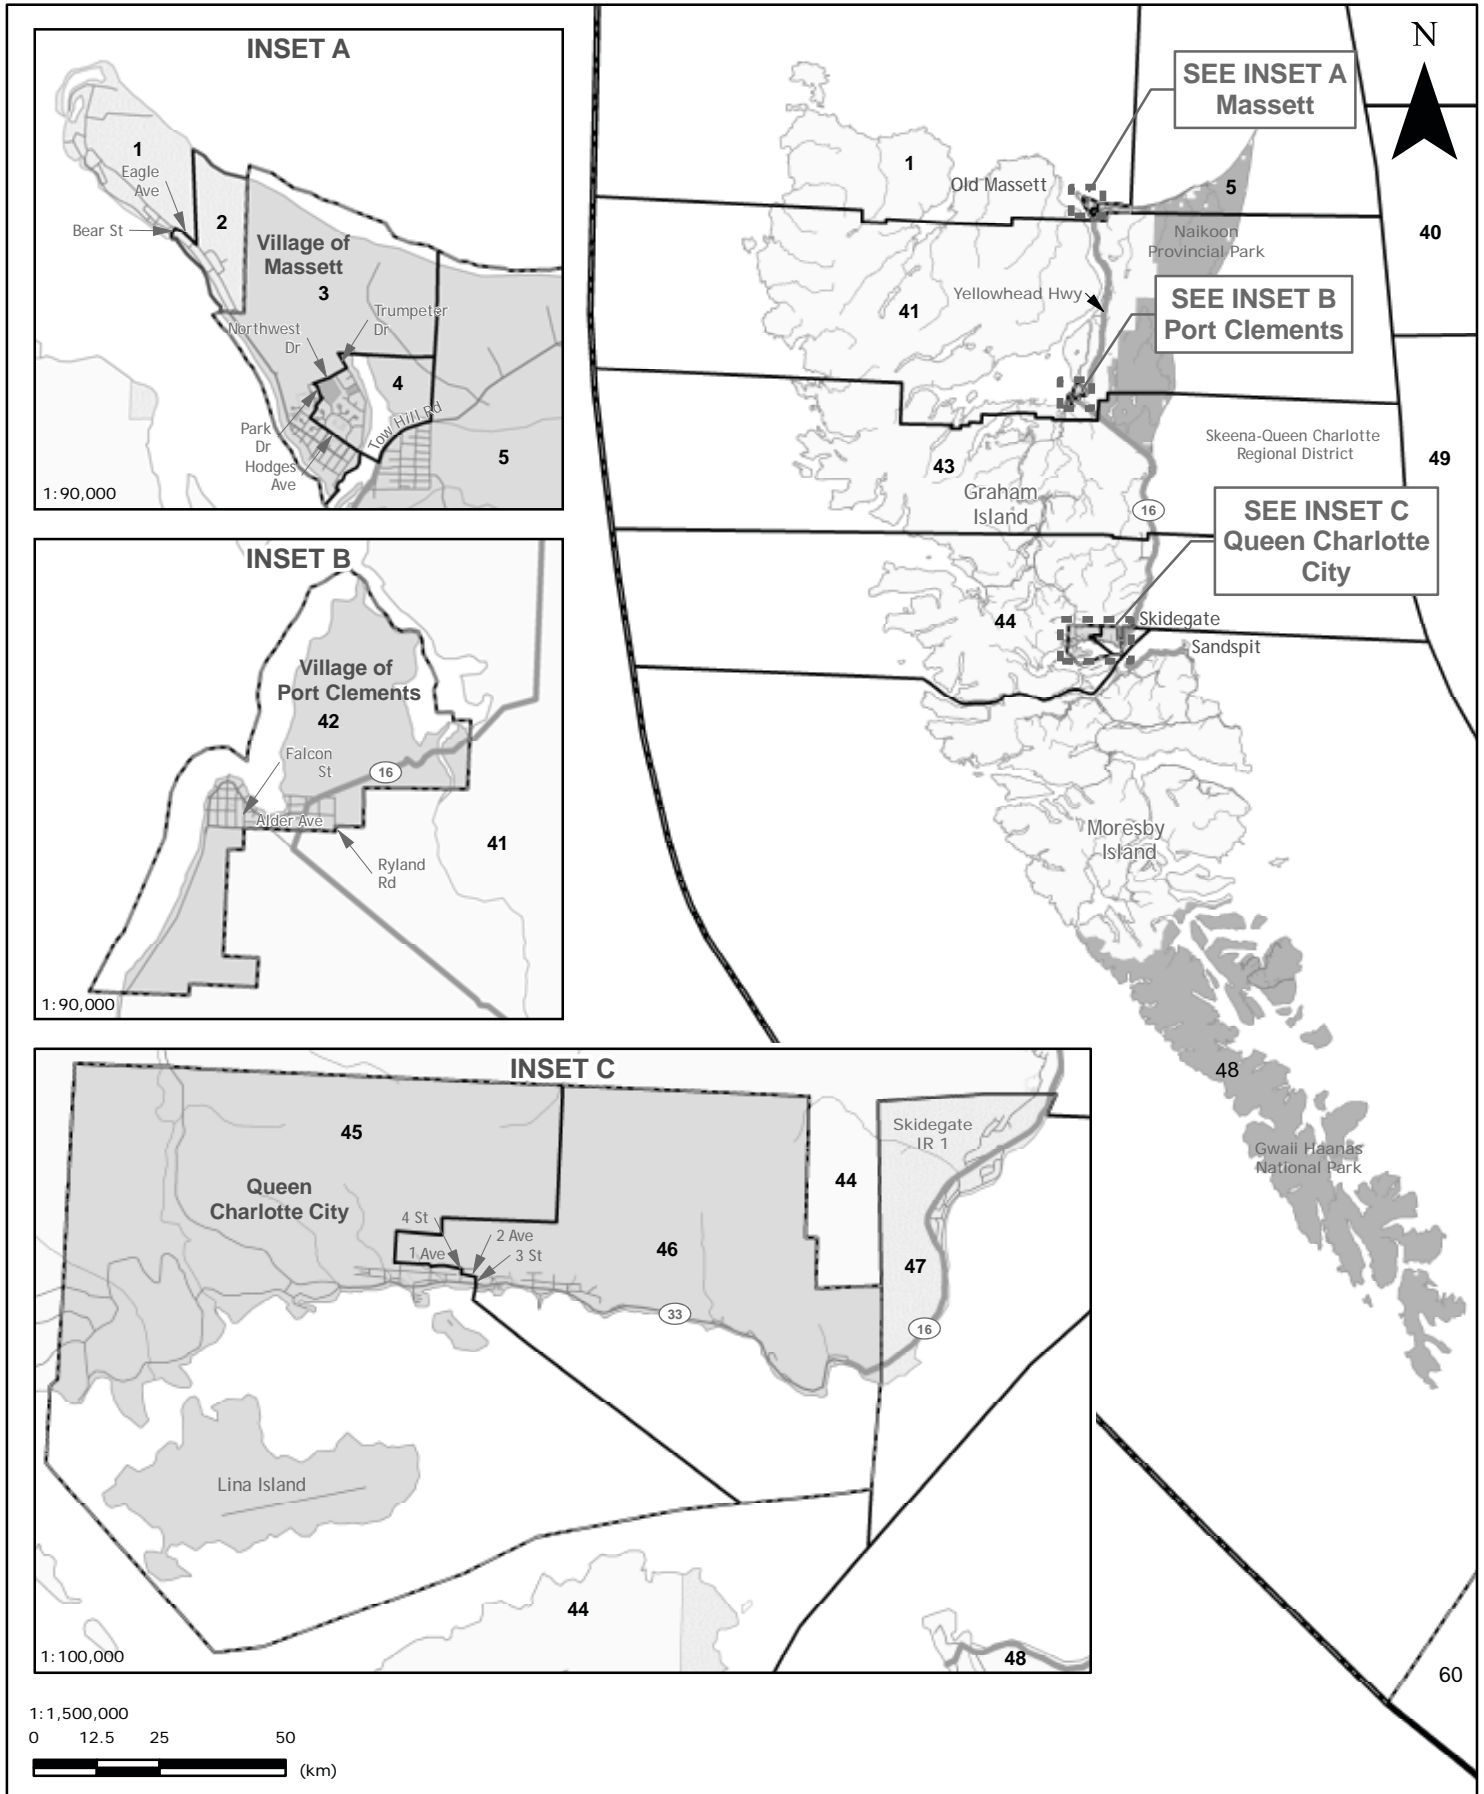 INSET A
1
Eagle
Ave
Bear St
2
Village of
Massett
3
Trumpeter
Dr
Northwest
Dr
4
Park
Dr
Hodges
Ave
Tow Hill Rd
5
1:90,000
INSET B
Village of
Port Clements
42
Falcon
St
16
Alder Ave
41
Ryland
Rd
1:90,000
N
SEE INSET A
Massett
1
Old Massett
5
40
Naikoon
Provincial Park
Yellowhead Hwy
41
SEE INSET B
Port Clements
Skeena-Queen Charlotte
Regional District
49
43
Graham
Island
16
SEE INSET C
Queen Charlotte
City
44
Skidegate
Sandspit
Moresby
Island
48
Gwaii Haanas
National Park
60
INSET C
45
Queen
Charlotte City
4 St
1 Ave
2 Ave
3 St
46
33
44
Skidegate
IR 1
47
16
Lina Island
44
48
1:100,000
1:1,500,000
0 12.5 25 50
(km)